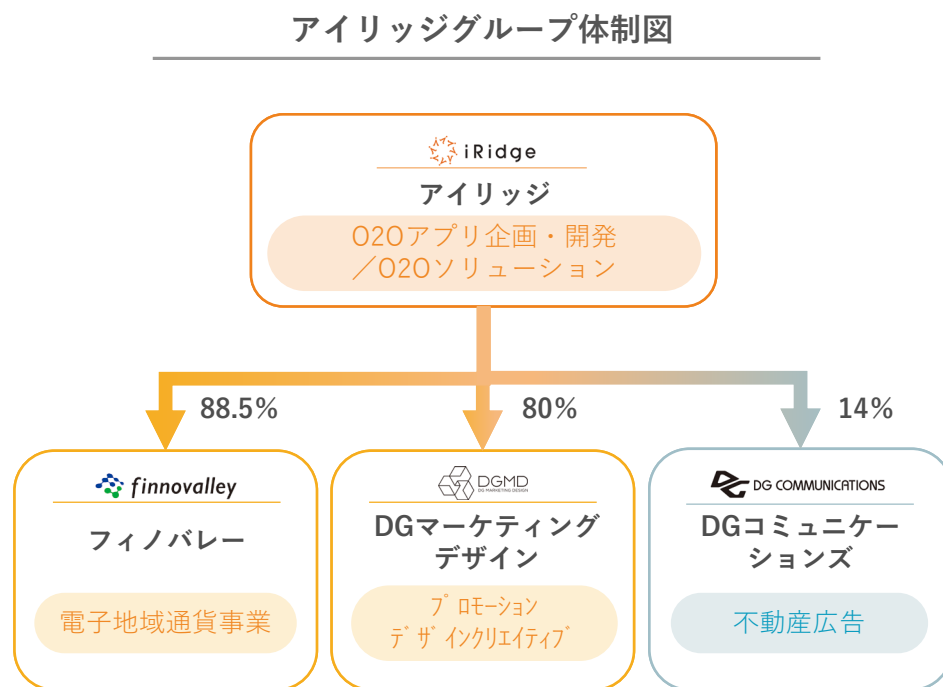 アイリッジグループ体制図
iRidge
アイリッジ
O2Oアプリ企画・開発
／O2Oソリューション
88.5%
80%
14%
finnovalley
フィノバレー
電子地域通貨事業
DGMD
DG MARKETING DESIGN
DGマーケティング
デザイン
ﾌﾟﾛﾓｰｼｮﾝ
ﾃﾞｻﾞｲﾝｸﾘｴｲﾃｨﾌﾞ
DG COMMUNICATIONS
DGコミュニケー
ションズ
不動産広告